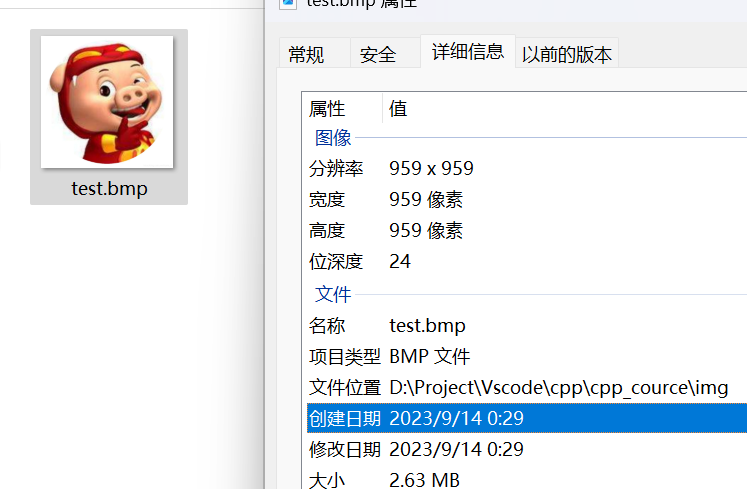 test.bmp 属性
常规 安全 详细信息 以前的版本
test.bmp
属性 值
图像
分辨率 959 x 959
宽度 959 像素
高度 959 像素
位深度 24
文件
名称 test.bmp
项目类型 BMP 文件
文件位置 D:\Project\Vscode\cpp\cpp_cource\img
创建日期 2023/9/14 0:29
修改日期 2023/9/14 0:29
大小 2.63 MB